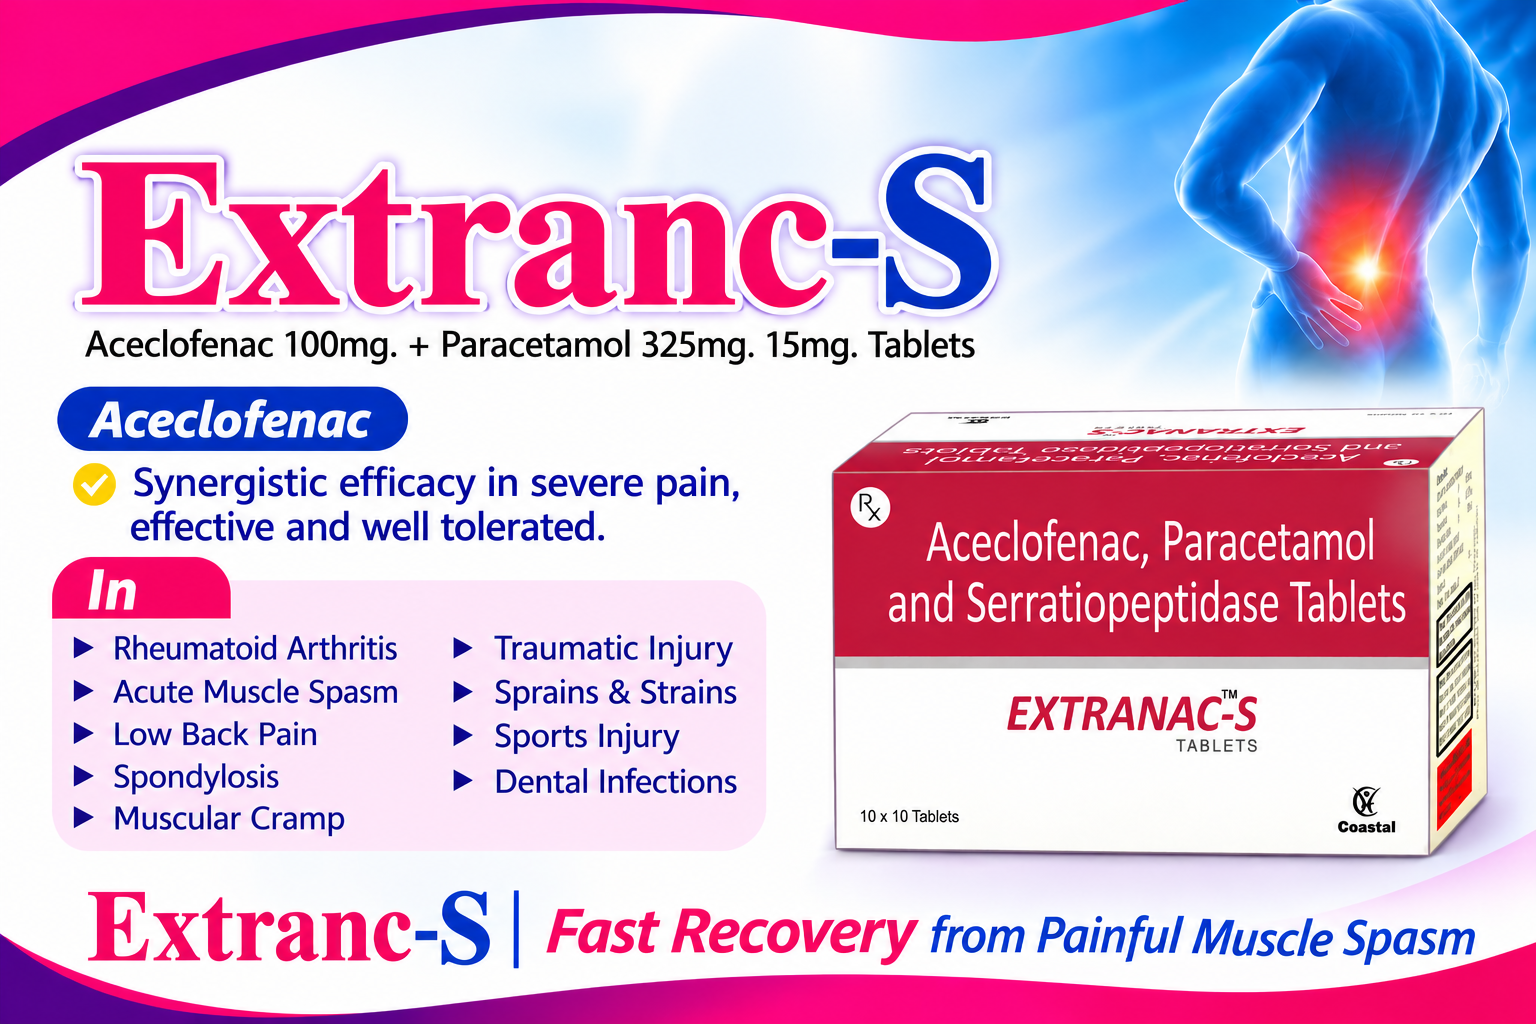 Extranc-S
Aceclofenac 100mg. + Paracetamol 325mg. 15mg. Tablets
Aceclofenac
Synergistic efficacy in severe pain,
effective and well tolerated.
In
Rheumatoid Arthritis
Acute Muscle Spasm
Low Back Pain
Spondylosis
Muscular Cramp
Traumatic Injury
Sprains & Strains
Sports Injury
Dental Infections
EXTRANAC-S
Rx
Aceclofenac, Paracetamol
and Serratiopeptidase Tablets
EXTRANAC-S™
TABLETS
10 x 10 Tablets
Coastal
Extranc-S | Fast Recovery from Painful Muscle Spasm